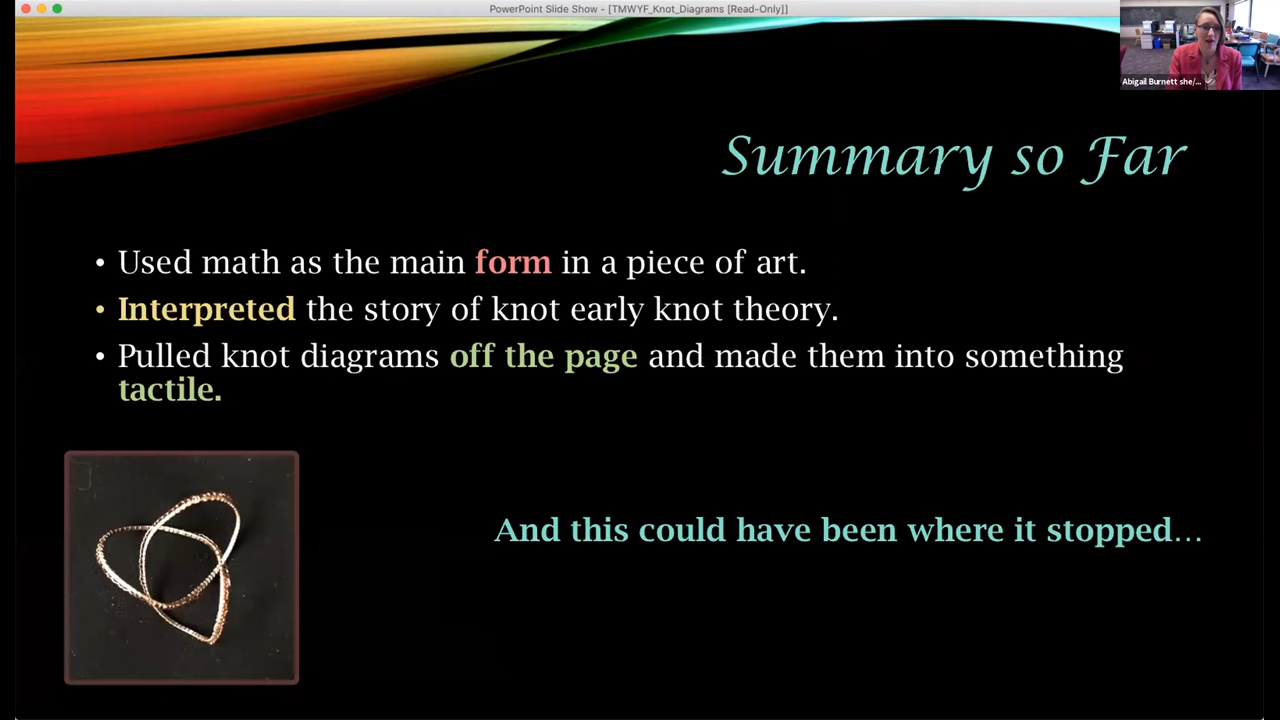 PowerPoint Slide Show - [TMWYF_Knot_Diagrams [Read-Only]]
Abigail Burnett she/...
Summary so Far
• Used math as the main form in a piece of art.
• Interpreted the story of knot early knot theory.
• Pulled knot diagrams off the page and made them into something
tactile.
And this could have been where it stopped...